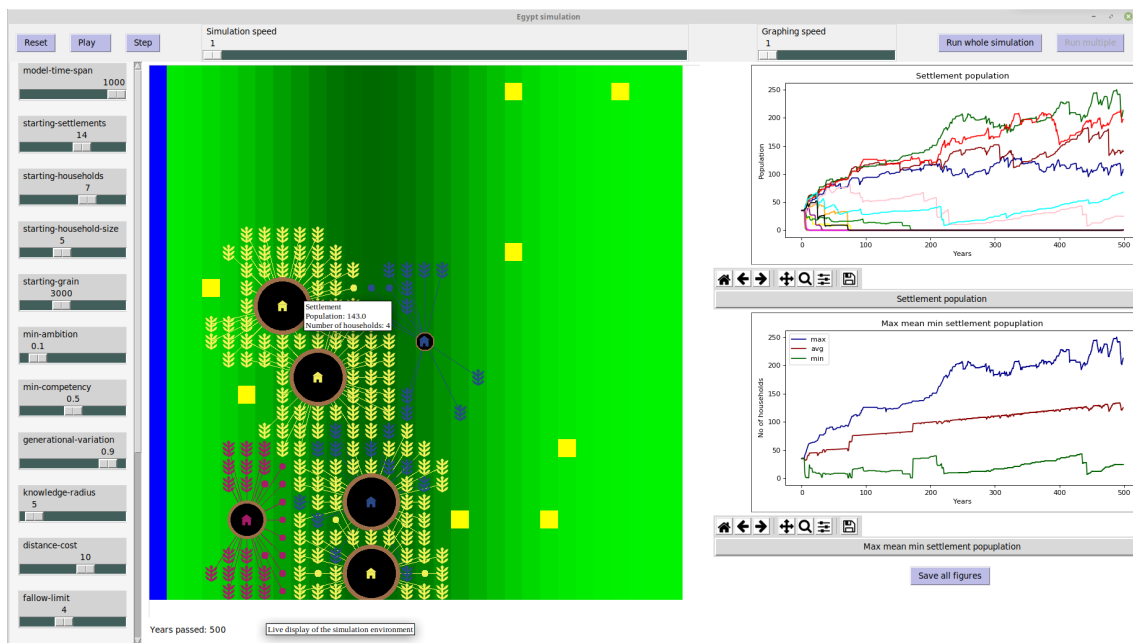 Egypt simulation
Reset
Play
Step
Simulation speed
1
Graphing speed
1
Run whole simulation
Run multiple
model-time-span
1000
starting-settlements
14
starting-households
7
starting-household-size
5
starting-grain
3000
min-ambition
0.1
min-competency
0.5
generational-variation
0.9
knowledge-radius
5
distance-cost
10
fallow-limit
4
Settlement
Population: 143.0
Number of households: 4
Years passed: 500
Live display of the simulation environment
Settlement population
250
200
150
100
50
0
Population
0 100 200 300 400 500
Years
Settlement population
Max mean min settlement popupulation
250
200
150
100
50
0
No of households
max
avg
min
0 100 200 300 400 500
Years
Max mean min settlement popupulation
Save all figures